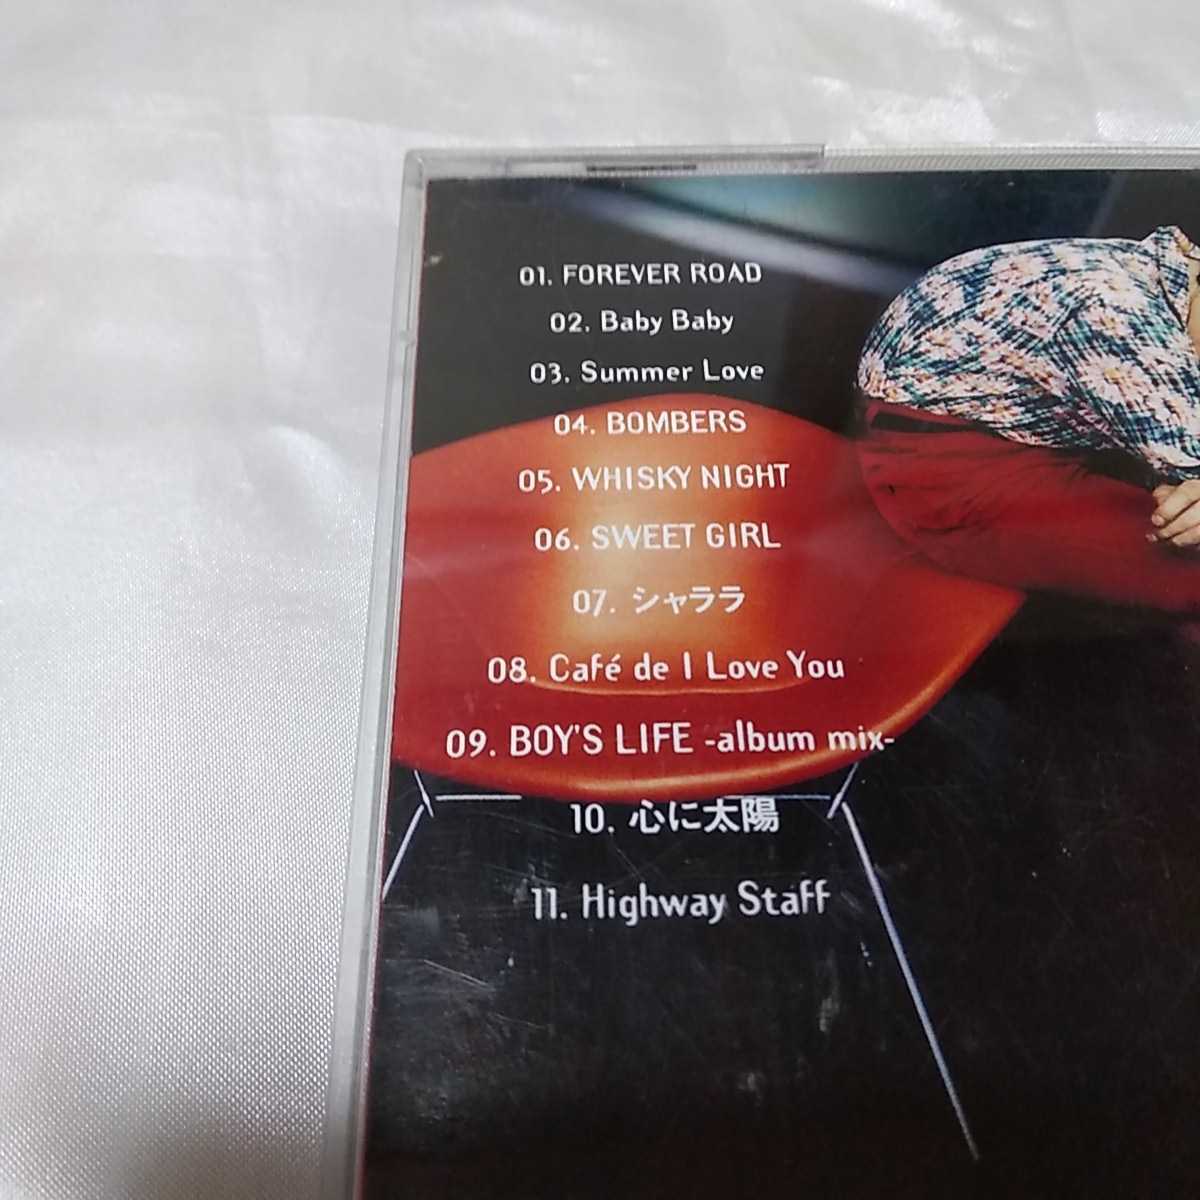 01. FOREVER ROAD
02. Baby Baby
03. Summer Love
04. BOMBERS
05. WHISKY NIGHT
06. SWEET GIRL
07. シャララ
08. Café de I Love You
09. BOY'S LIFE -album mix-
10. 心に太陽
11. Highway Staff